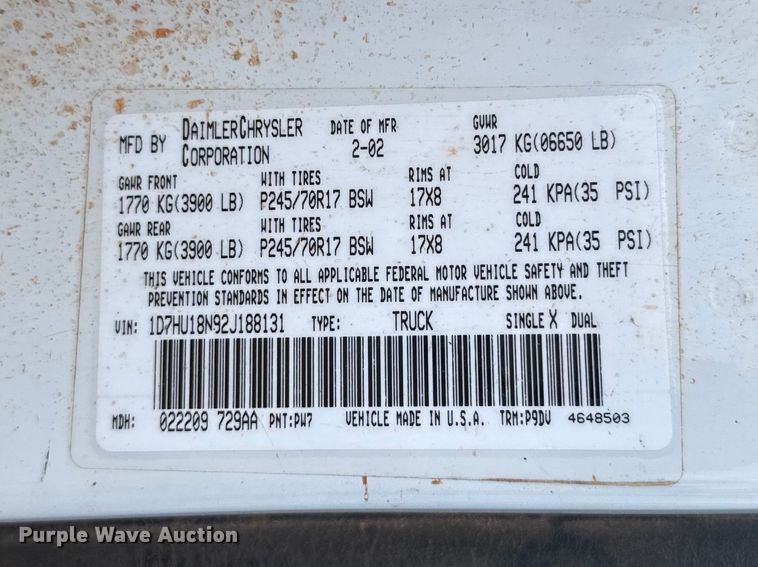 MFD BY DAIMLERCHRYSLER CORPORATION DATE OF MFR 2-02 GVWR 3017 KG(06650 LB)
GAWR FRONT WITH TIRES RIMS AT COLD
1770 KG(3900 LB) P245/70R17 BSW 17X8 241 KPA(35 PSI)
GAWR REAR WITH TIRES RIMS AT COLD
1770 KG(3900 LB) P245/70R17 BSW 17X8 241 KPA(35 PSI)
THIS VEHICLE CONFORMS TO ALL APPLICABLE FEDERAL MOTOR VEHICLE SAFETY AND THEFT
PREVENTION STANDARDS IN EFFECT ON THE DATE OF MANUFACTURE SHOWN ABOVE.
VIN: 1D7HU18N92J188131 TYPE: TRUCK SINGLE X DUAL
MDH: 022209 729AA PNT:PW7 VEHICLE MADE IN U.S.A. TRM:P9DV 4648503
Purple Wave Auction